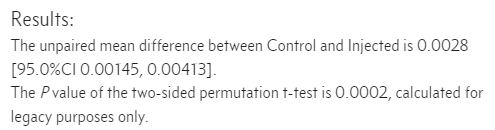 Results:
The unpaired mean difference between Control and Injected is 0.0028
[95.0%CI 0.00145, 0.00413].
The P value of the two-sided permutation t-test is 0.0002, calculated for
legacy purposes only.